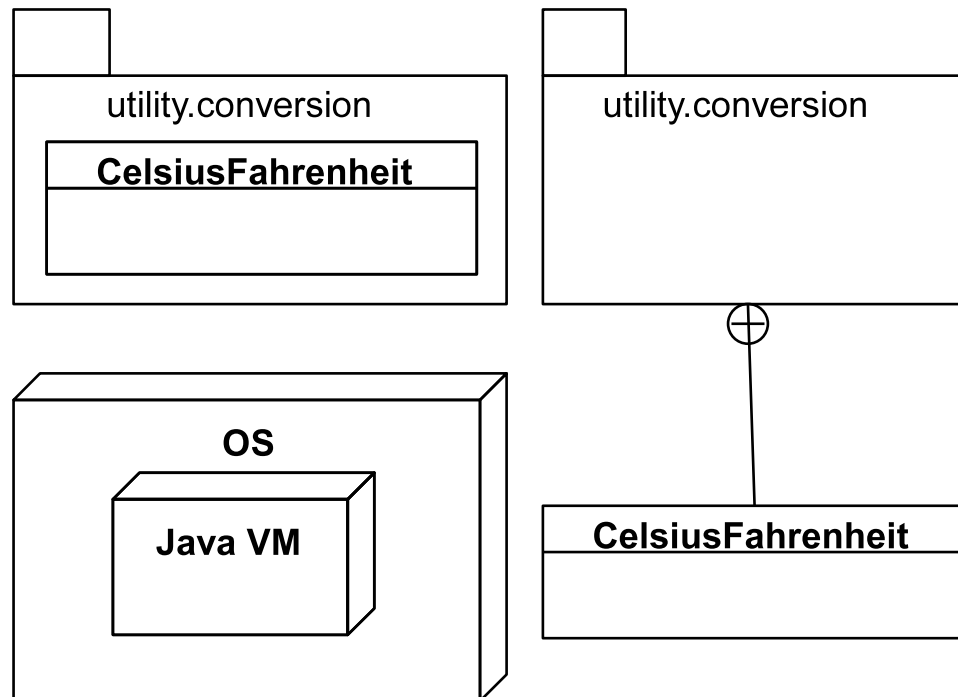 utility.conversion
CelsiusFahrenheit
utility.conversion
OS
Java VM
CelsiusFahrenheit